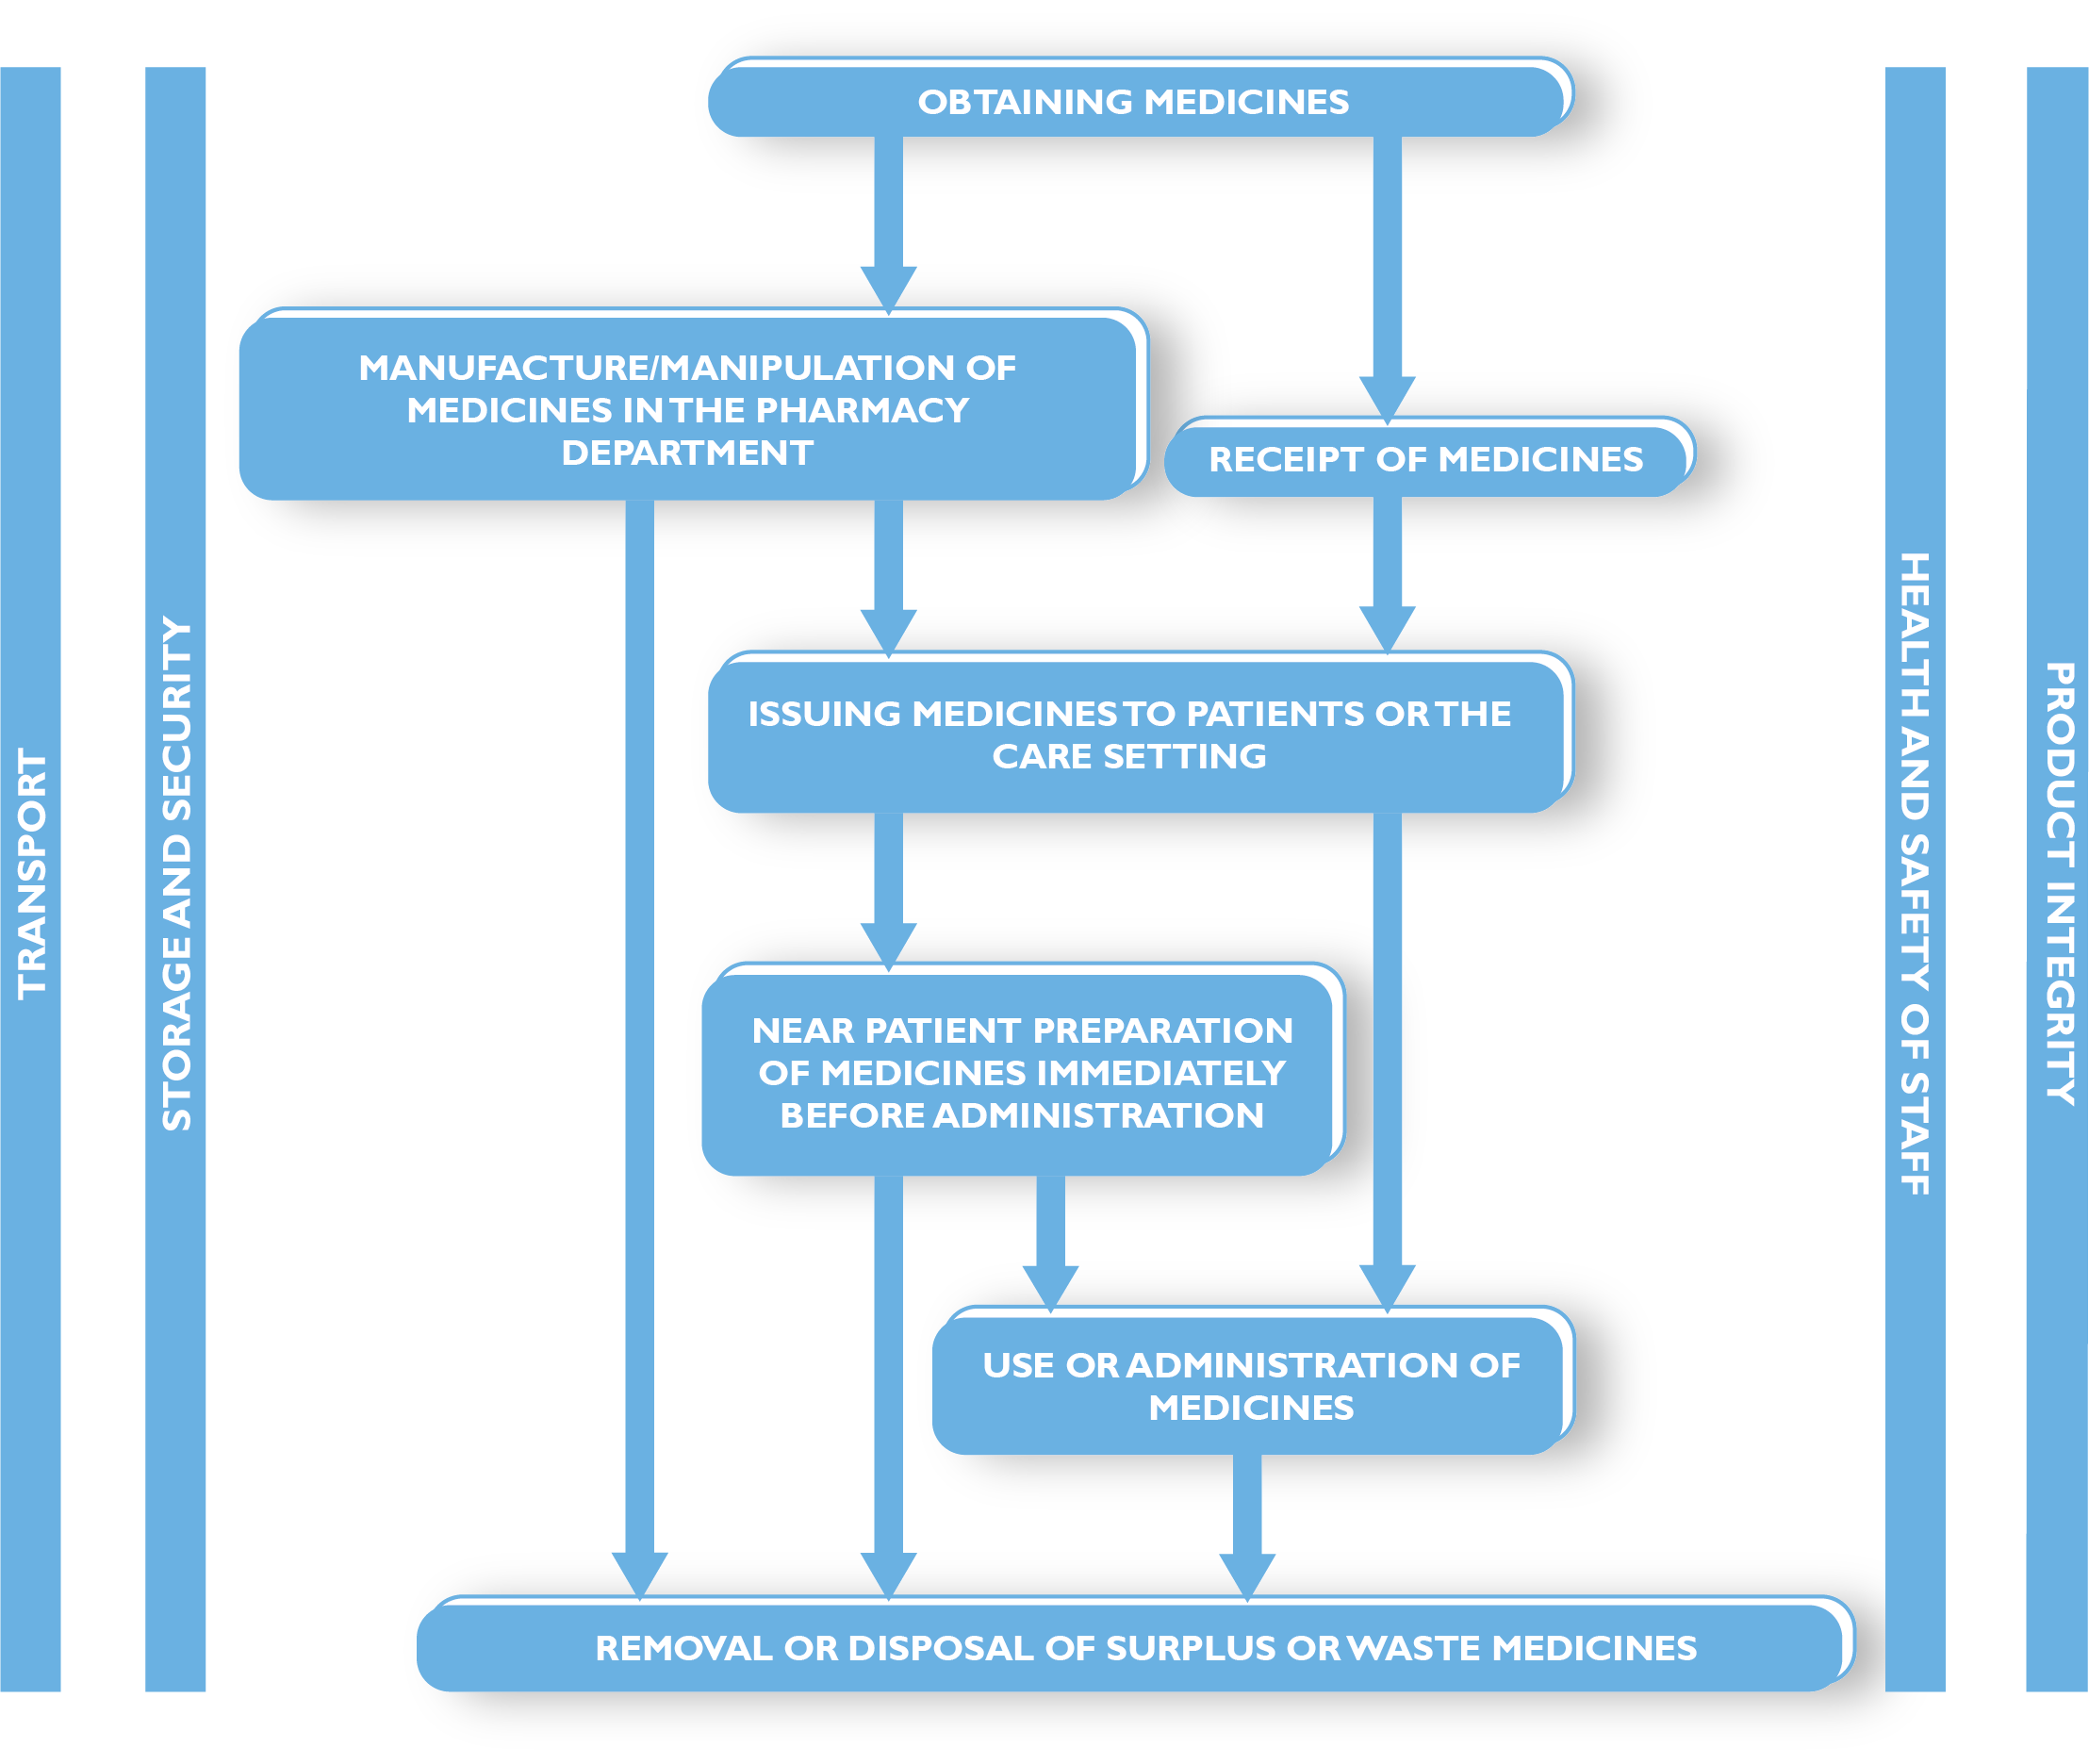 OBTAINING MEDICINES
MANUFACTURE/MANIPULATION OF
MEDICINES IN THE PHARMACY
DEPARTMENT
RECEIPT OF MEDICINES
ISSUING MEDICINES TO PATIENTS OR THE
CARE SETTING
NEAR PATIENT PREPARATION
OF MEDICINES IMMEDIATELY
BEFORE ADMINISTRATION
USE OR ADMINISTRATION OF
MEDICINES
REMOVAL OR DISPOSAL OF SURPLUS OR WASTE MEDICINES
TRANSPORT
STORAGE AND SECURITY
HEALTH AND SAFETY OF STAFF
PRODUCT INTEGRITY